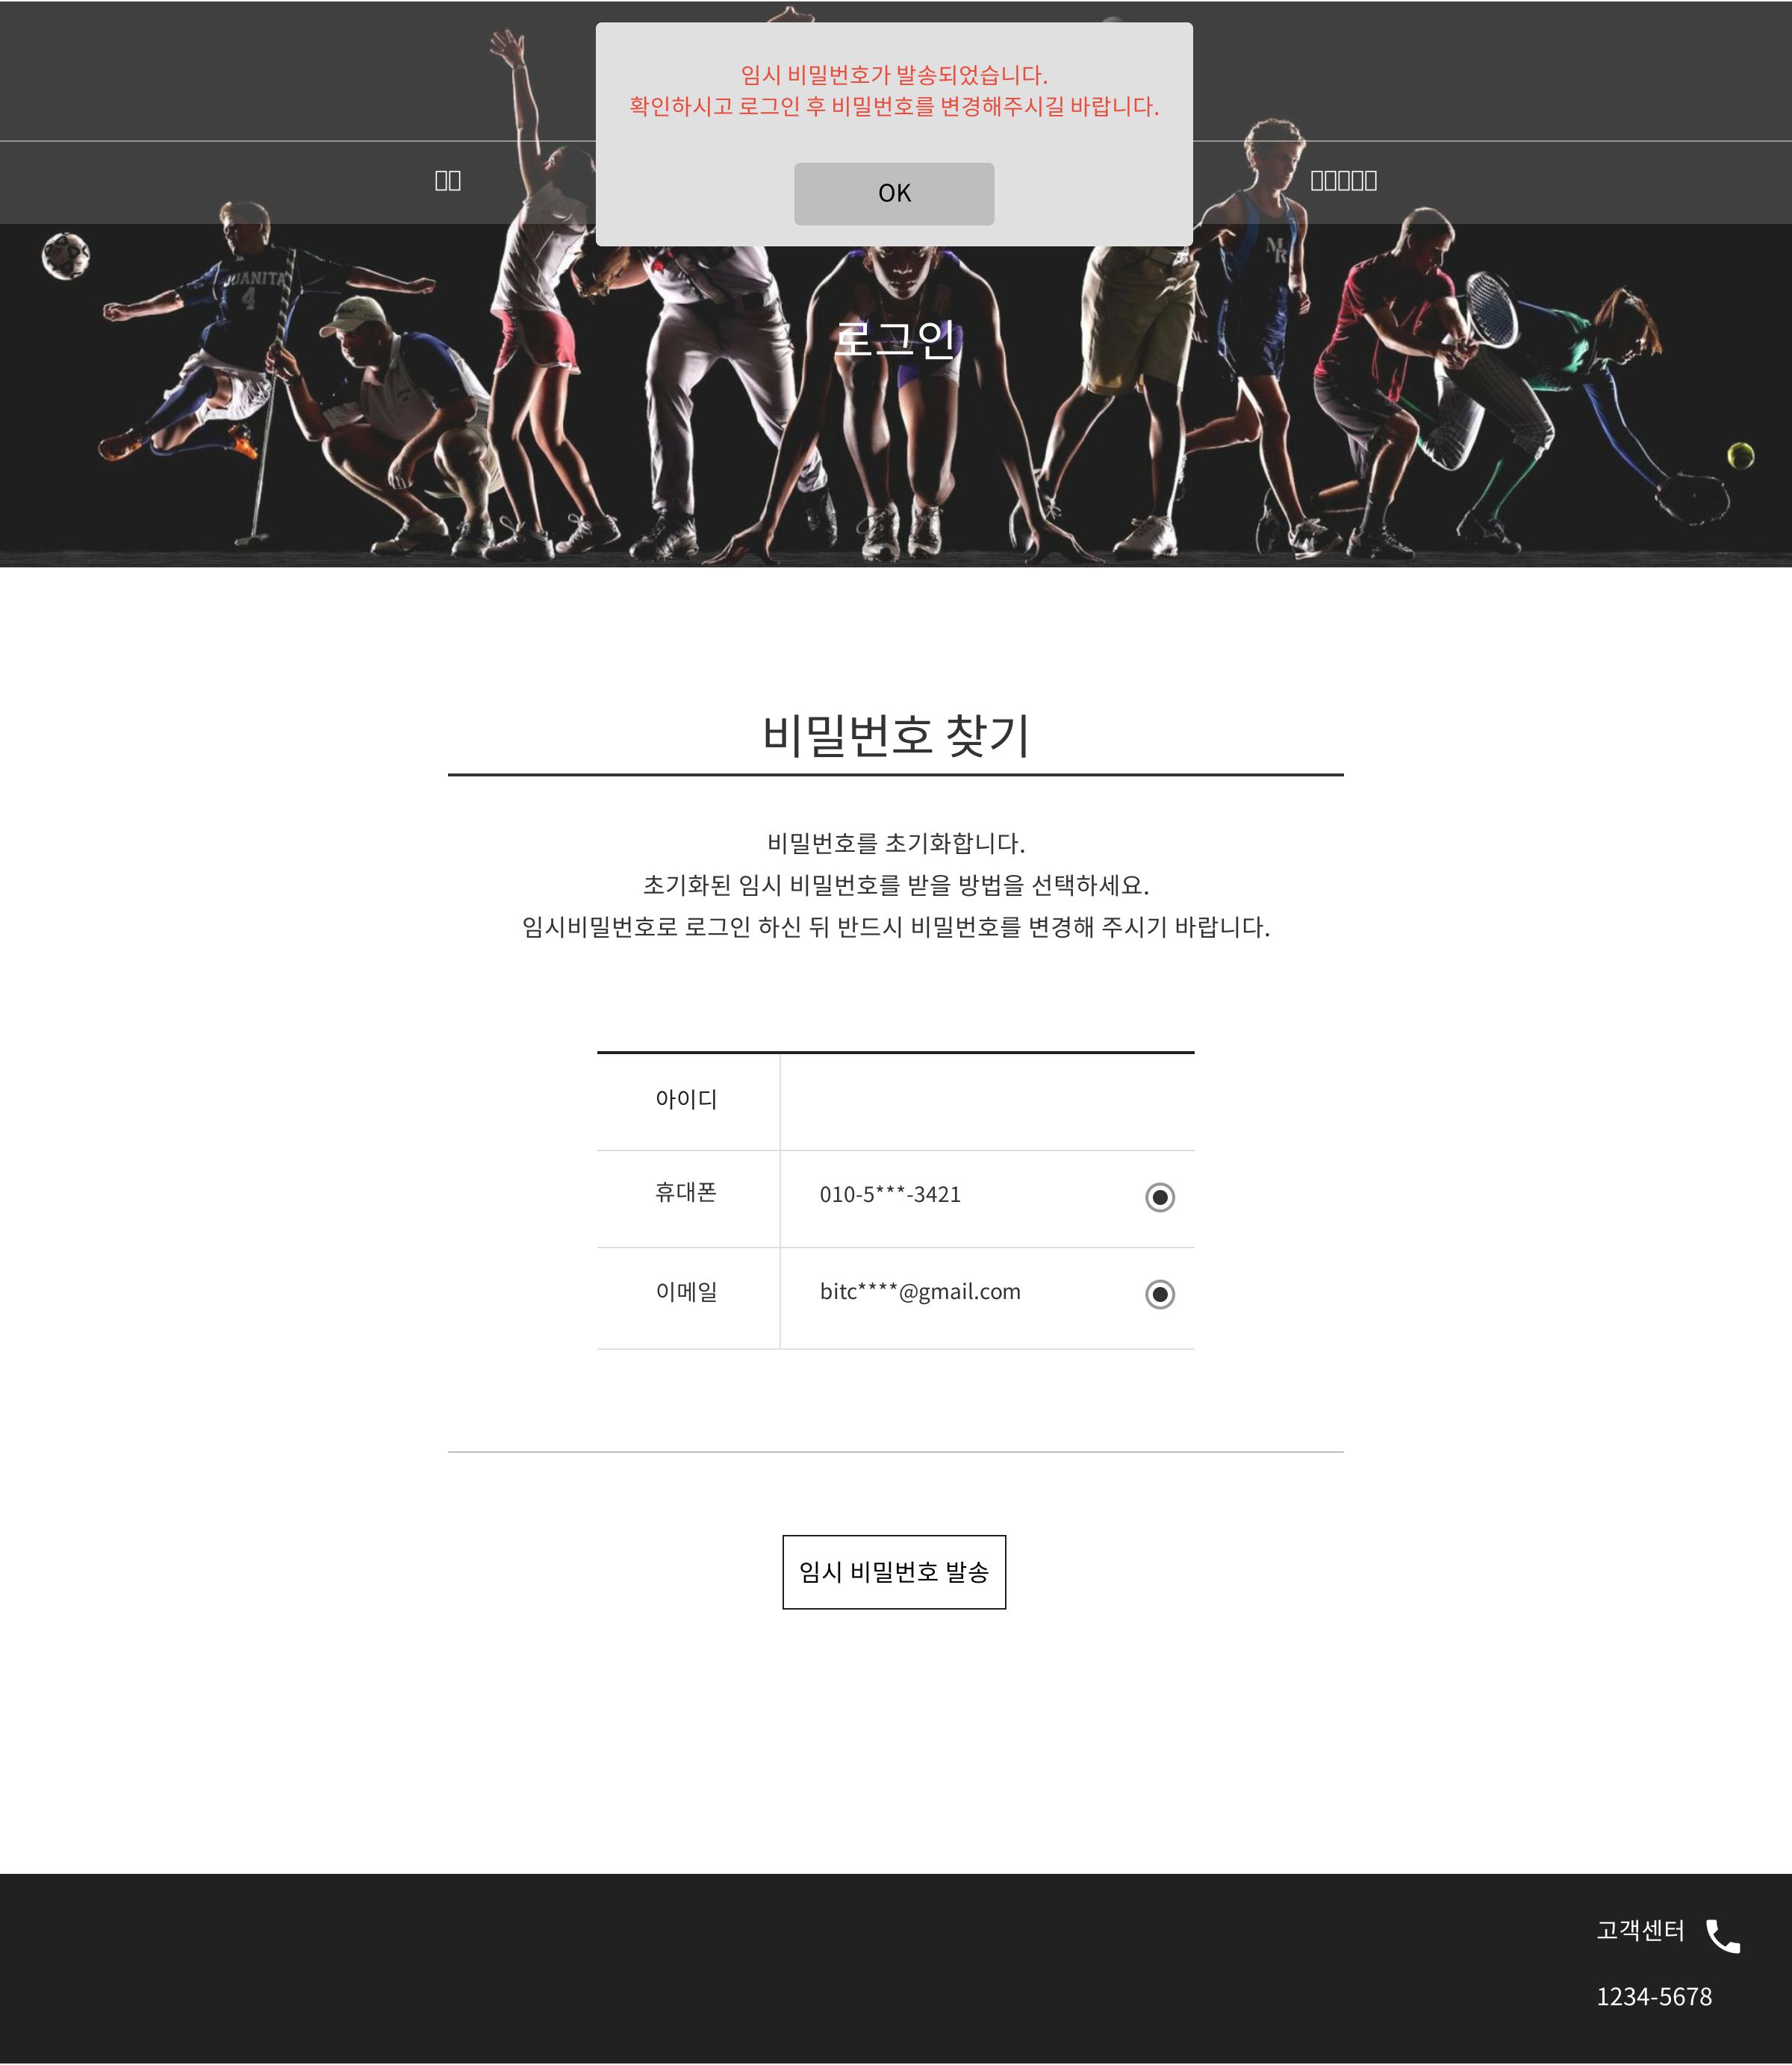 임시 비밀번호가 발송되었습니다.
확인하시고 로그인 후 비밀번호를 변경해주시길 바랍니다.
OK
JUANITA
4
MR
로그인
비밀번호 찾기
비밀번호를 초기화합니다.
초기화된 임시 비밀번호를 받을 방법을 선택하세요.
임시비밀번호로 로그인 하신 뒤 반드시 비밀번호를 변경해 주시기 바랍니다.
아이디
휴대폰 010-5***-3421
이메일 bitc****@gmail.com
임시 비밀번호 발송
고객센터
1234-5678